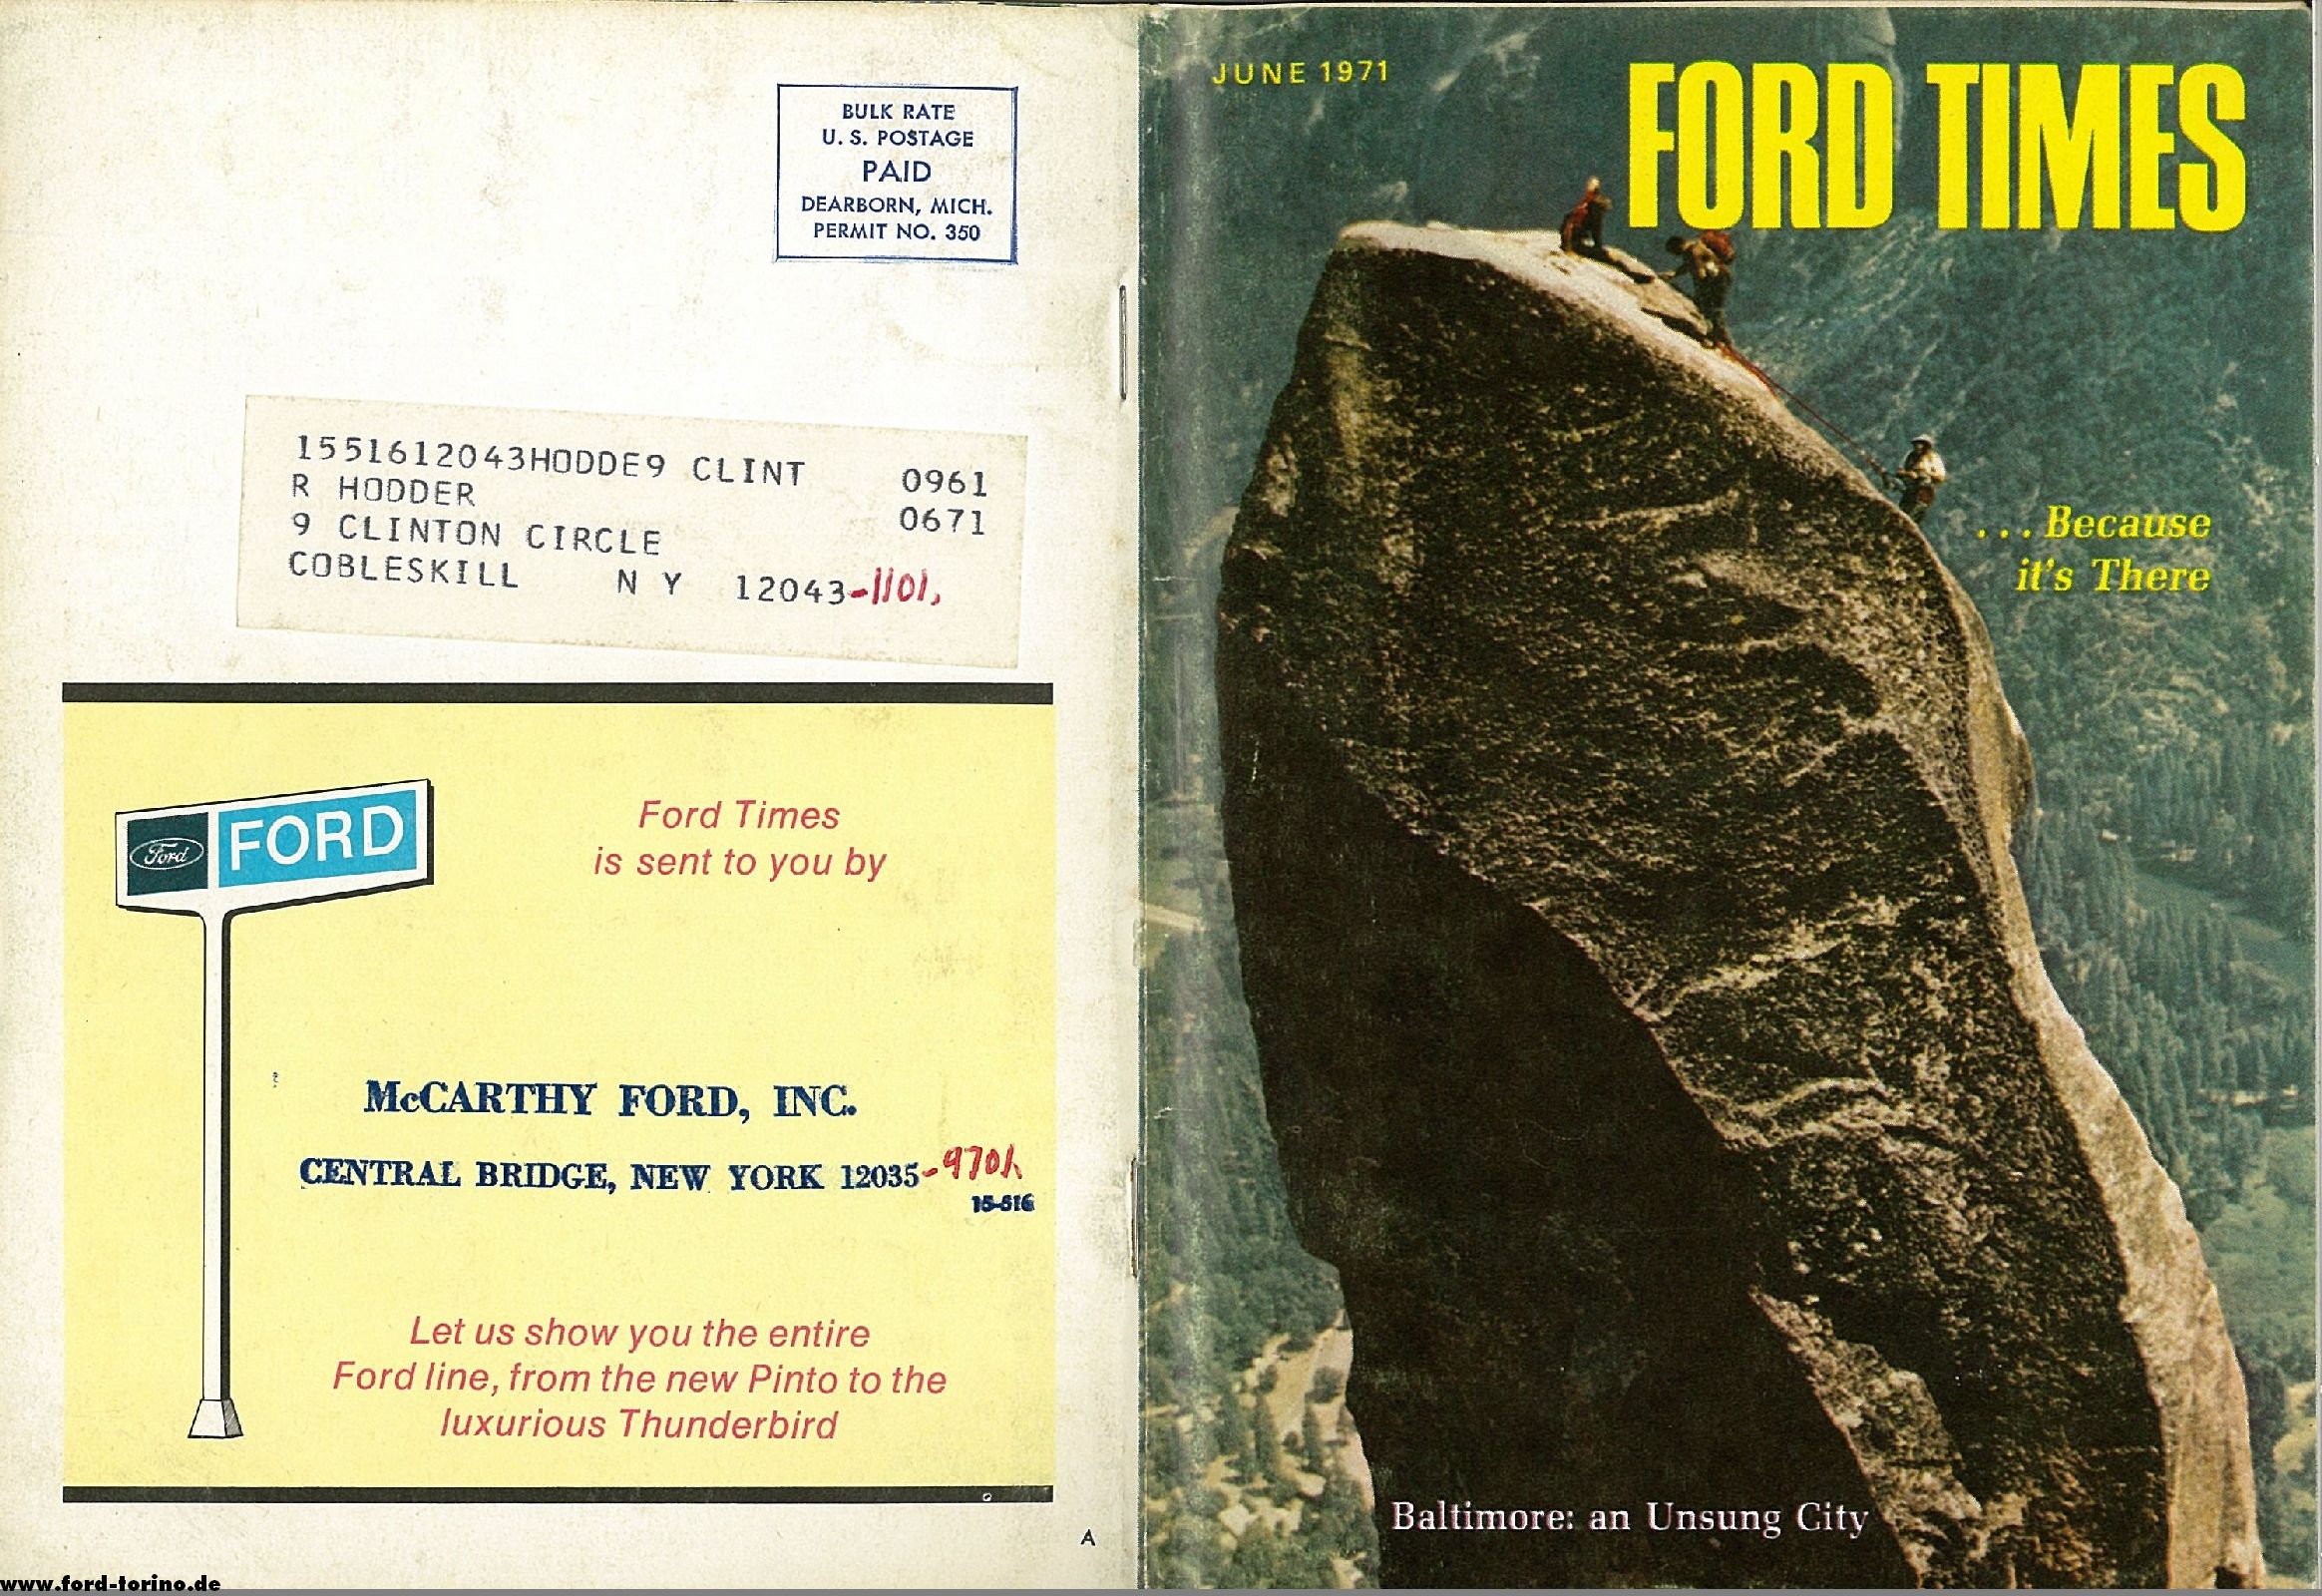 BULK RATE
U. S. POSTAGE
PAID
DEARBORN, MICH.
PERMIT NO. 350
1551612043HODDE9 CLINT 0961
R HODDER 0671
9 CLINTON CIRCLE
COBLESKILL N Y 12043-1101,
Ford FORD
Ford Times
is sent to you by
McCARTHY FORD, INC.
CENTRAL BRIDGE, NEW YORK 12035-9701
15-516
Let us show you the entire
Ford line, from the new Pinto to the
luxurious Thunderbird
A
www.ford-torino.de
JUNE 1971
FORD TIMES
...Because
it's There
Baltimore: an Unsung City